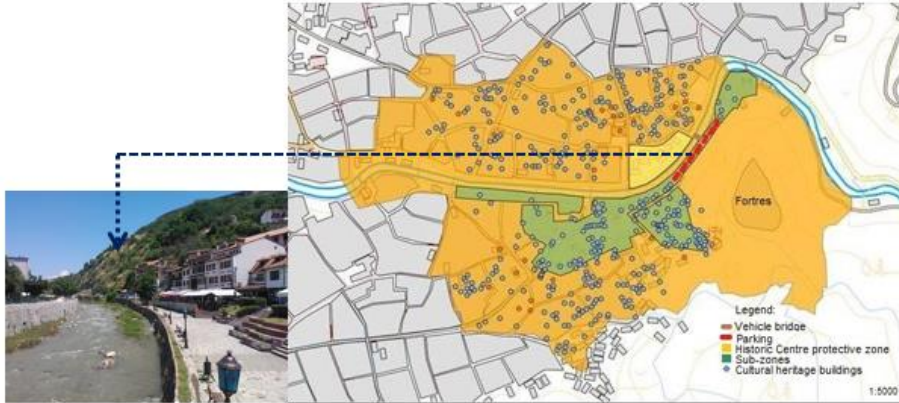 Fortres
Legend:
Vehicle bridge
Parking
Historic Centre protective zone
Sub-zones
Cultural heritage buildings
1:5000